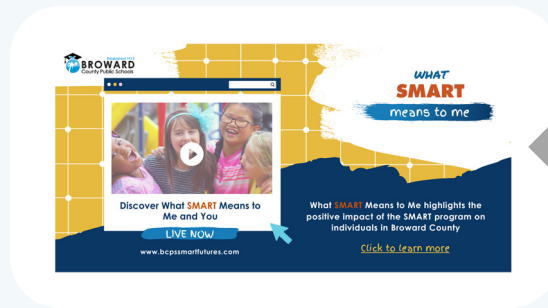 BROWARD
County Public Schools
WHAT
SMART
means to me
Discover What SMART Means to
Me and You
LIVE NOW
www.bcpssmartfutures.com
What SMART Means to Me highlights the
positive impact of the SMART program on
individuals in Broward County
Click to learn more